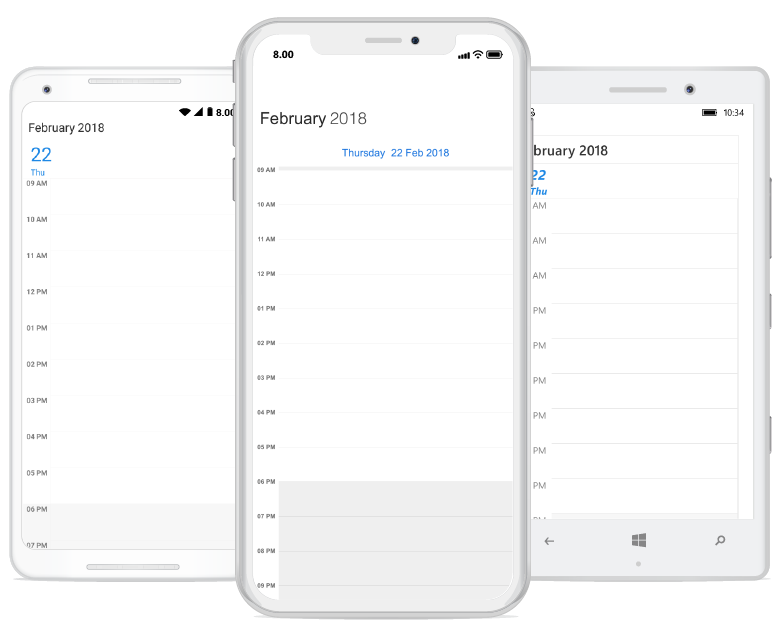 8.00
February 2018
Thursday 22 Feb 2018
09 AM
10 AM
11 AM
12 PM
01 PM
02 PM
03 PM
04 PM
05 PM
06 PM
07 PM
08 PM
09 PM
8.00
February 2018
22
Thu
09 AM
10 AM
11 AM
12 PM
01 PM
02 PM
03 PM
04 PM
05 PM
06 PM
07 PM
10:34
bruary 2018
22
Thu
AM
AM
AM
PM
PM
PM
PM
PM
PM
PM